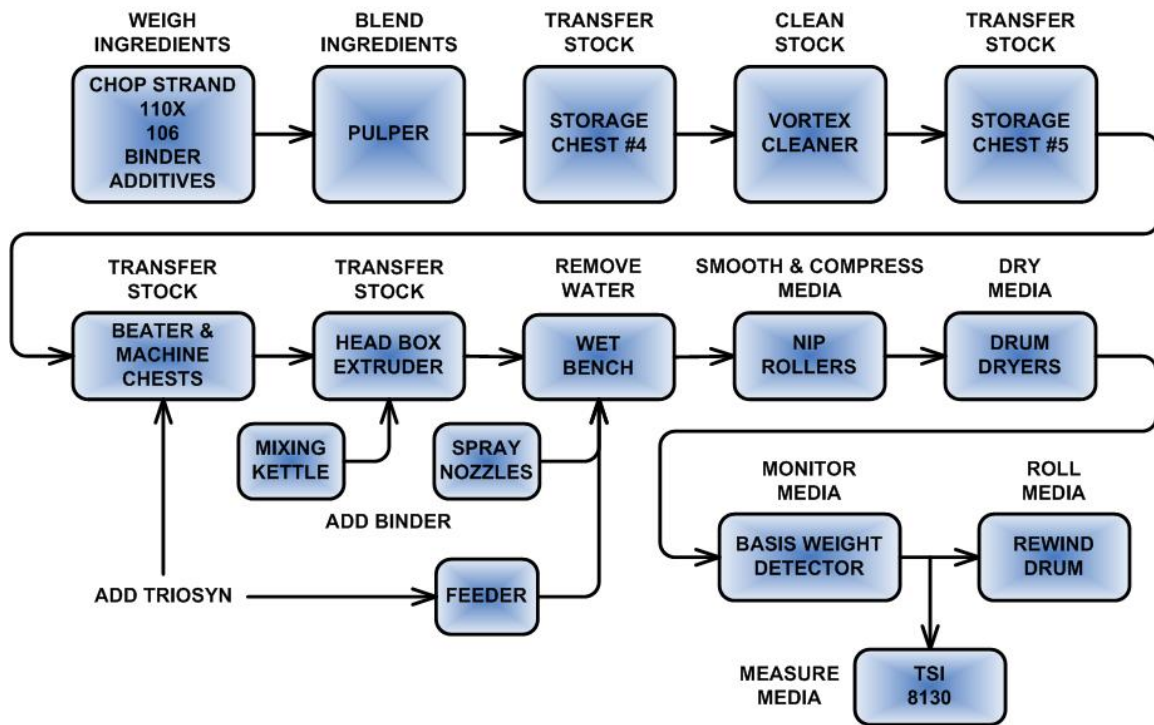 WEIGH
INGREDIENTS
BLEND
INGREDIENTS
TRANSFER
STOCK
CLEAN
STOCK
TRANSFER
STOCK
CHOP STRAND
110X
106
BINDER
ADDITIVES
PULPER
STORAGE
CHEST #4
VORTEX
CLEANER
STORAGE
CHEST #5
TRANSFER
STOCK
TRANSFER
STOCK
REMOVE
WATER
SMOOTH & COMPRESS
MEDIA
DRY
MEDIA
BEATER &
MACHINE
CHESTS
HEAD BOX
EXTRUDER
WET
BENCH
NIP
ROLLERS
DRUM
DRYERS
MIXING
KETTLE
SPRAY
NOZZLES
ADD BINDER
MONITOR
MEDIA
ROLL
MEDIA
BASIS WEIGHT
DETECTOR
REWIND
DRUM
ADD TRIOSYN
FEEDER
MEASURE
MEDIA
TSI
8130